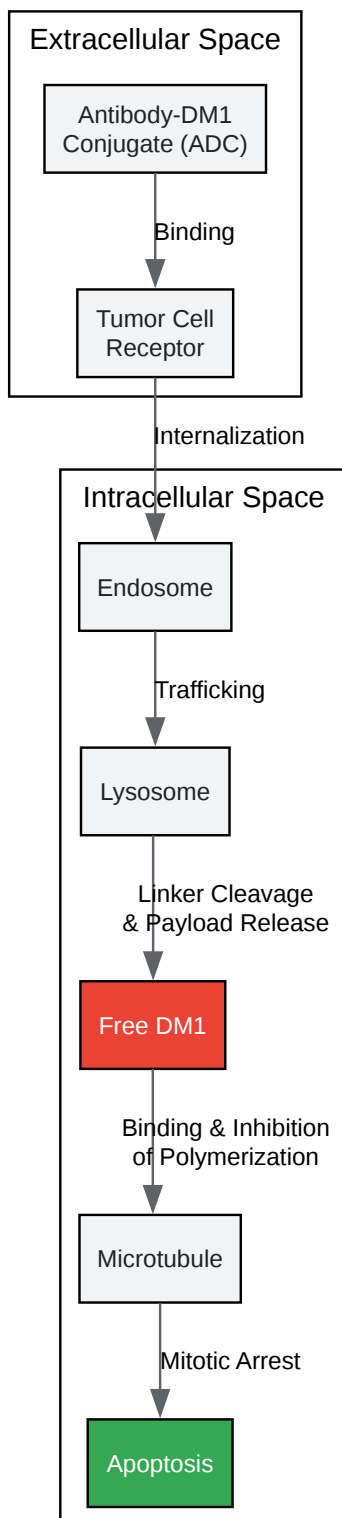 Extracellular Space
Antibody-DM1
Conjugate (ADC)
Binding
Tumor Cell
Receptor
Internalization
Intracellular Space
Endosome
Trafficking
Lysosome
Linker Cleavage
& Payload Release
Free DM1
Binding & Inhibition
of Polymerization
Microtubule
Mitotic Arrest
Apoptosis